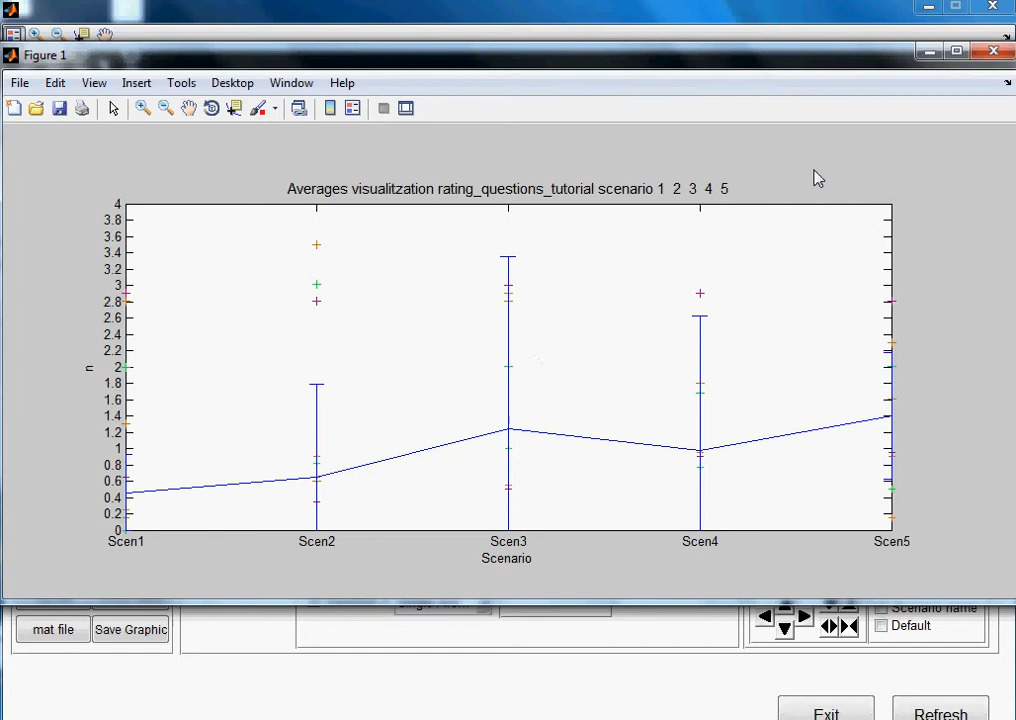 Figure 1
File Edit View Insert Tools Desktop Window Help
Averages visualitzation rating_questions_tutorial scenario 1 2 3 4 5
4
3.8
3.6
3.4
3.2
3
2.8
2.6
2.4
2.2
2
1.8
1.6
1.4
1.2
1
0.8
0.6
0.4
0.2
0
n
Scen1 Scen2 Scen3 Scen4 Scen5
Scenario
Scenario name
mat file Save Graphic Default
Exit Refresh